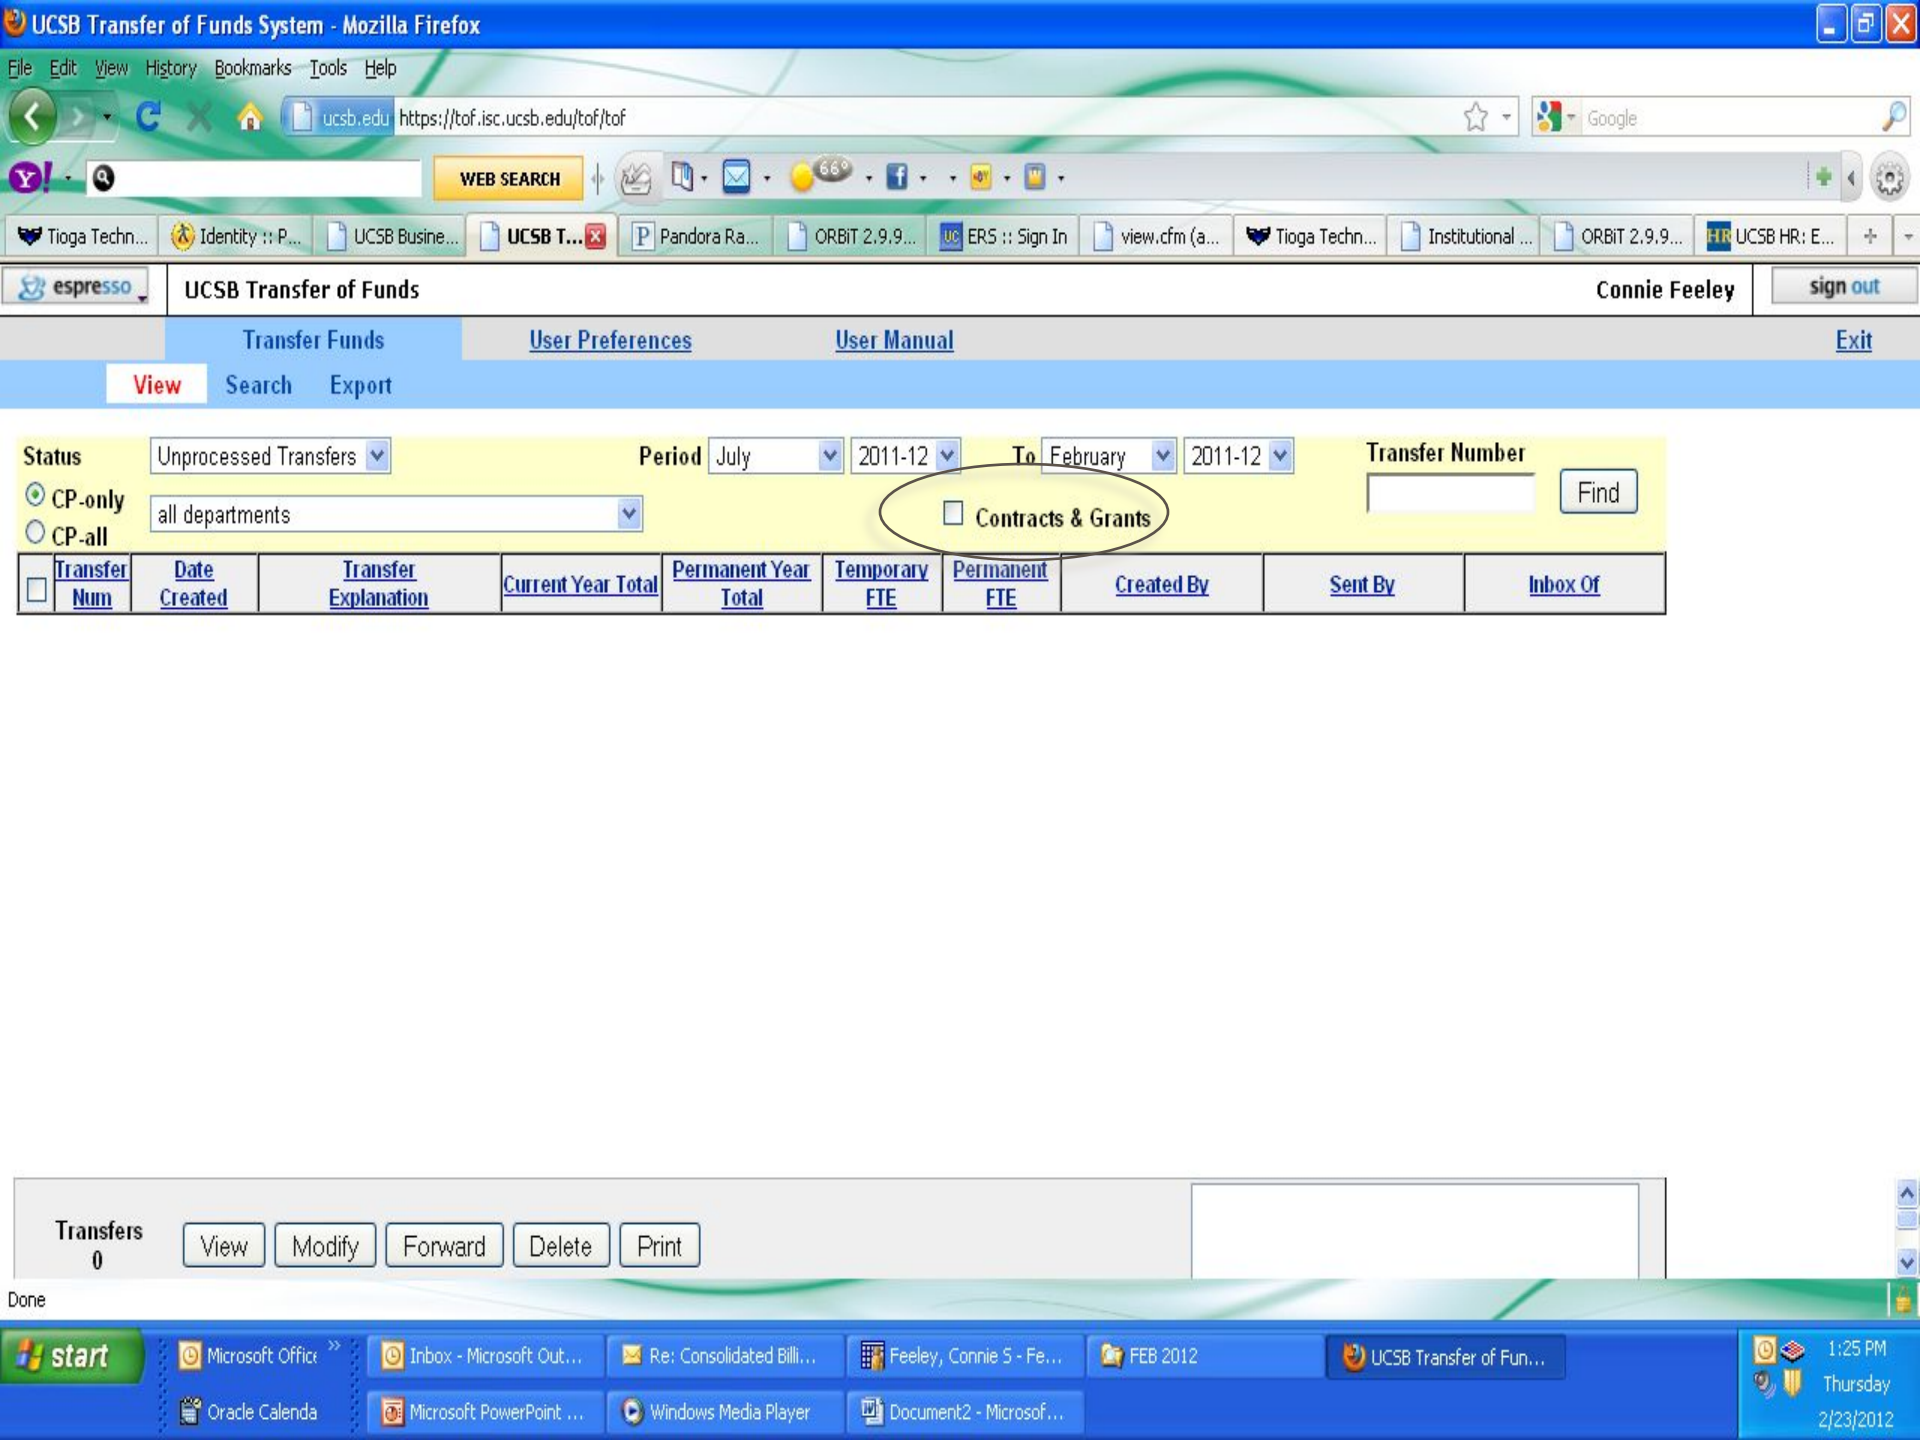 UCSB Transfer of Funds System - Mozilla Firefox
File Edit View History Bookmarks Tools Help
ucsb.edu https://tof.isc.ucsb.edu/tof/tof Google
Y! WEB SEARCH 66°
Tioga Techn... Identity :: P... UCSB Busine... UCSB T... Pandora Ra... ORBiT 2.9.9... ERS :: Sign In view.cfm (a... Tioga Techn... Institutional ... ORBiT 2.9.9... HR UCSB HR: E...
espresso UCSB Transfer of Funds Connie Feeley sign out
Transfer Funds User Preferences User Manual Exit
View Search Export
Status Unprocessed Transfers Period July 2011-12 To February 2011-12 Transfer Number
CP-only all departments Contracts & Grants Find
CP-all
Transfer Date Transfer Current Year Total Permanent Year Temporary Permanent Created By Sent By Inbox Of
Num Created Explanation Total FTE FTE
Transfers View Modify Forward Delete Print
0
Done
start Microsoft Office Inbox - Microsoft Out... Re: Consolidated Billi... Feeley, Connie S - Fe... FEB 2012 UCSB Transfer of Fun... 1:25 PM
Thursday
Oracle Calenda Microsoft PowerPoint ... Windows Media Player Document2 - Microsof... 2/23/2012